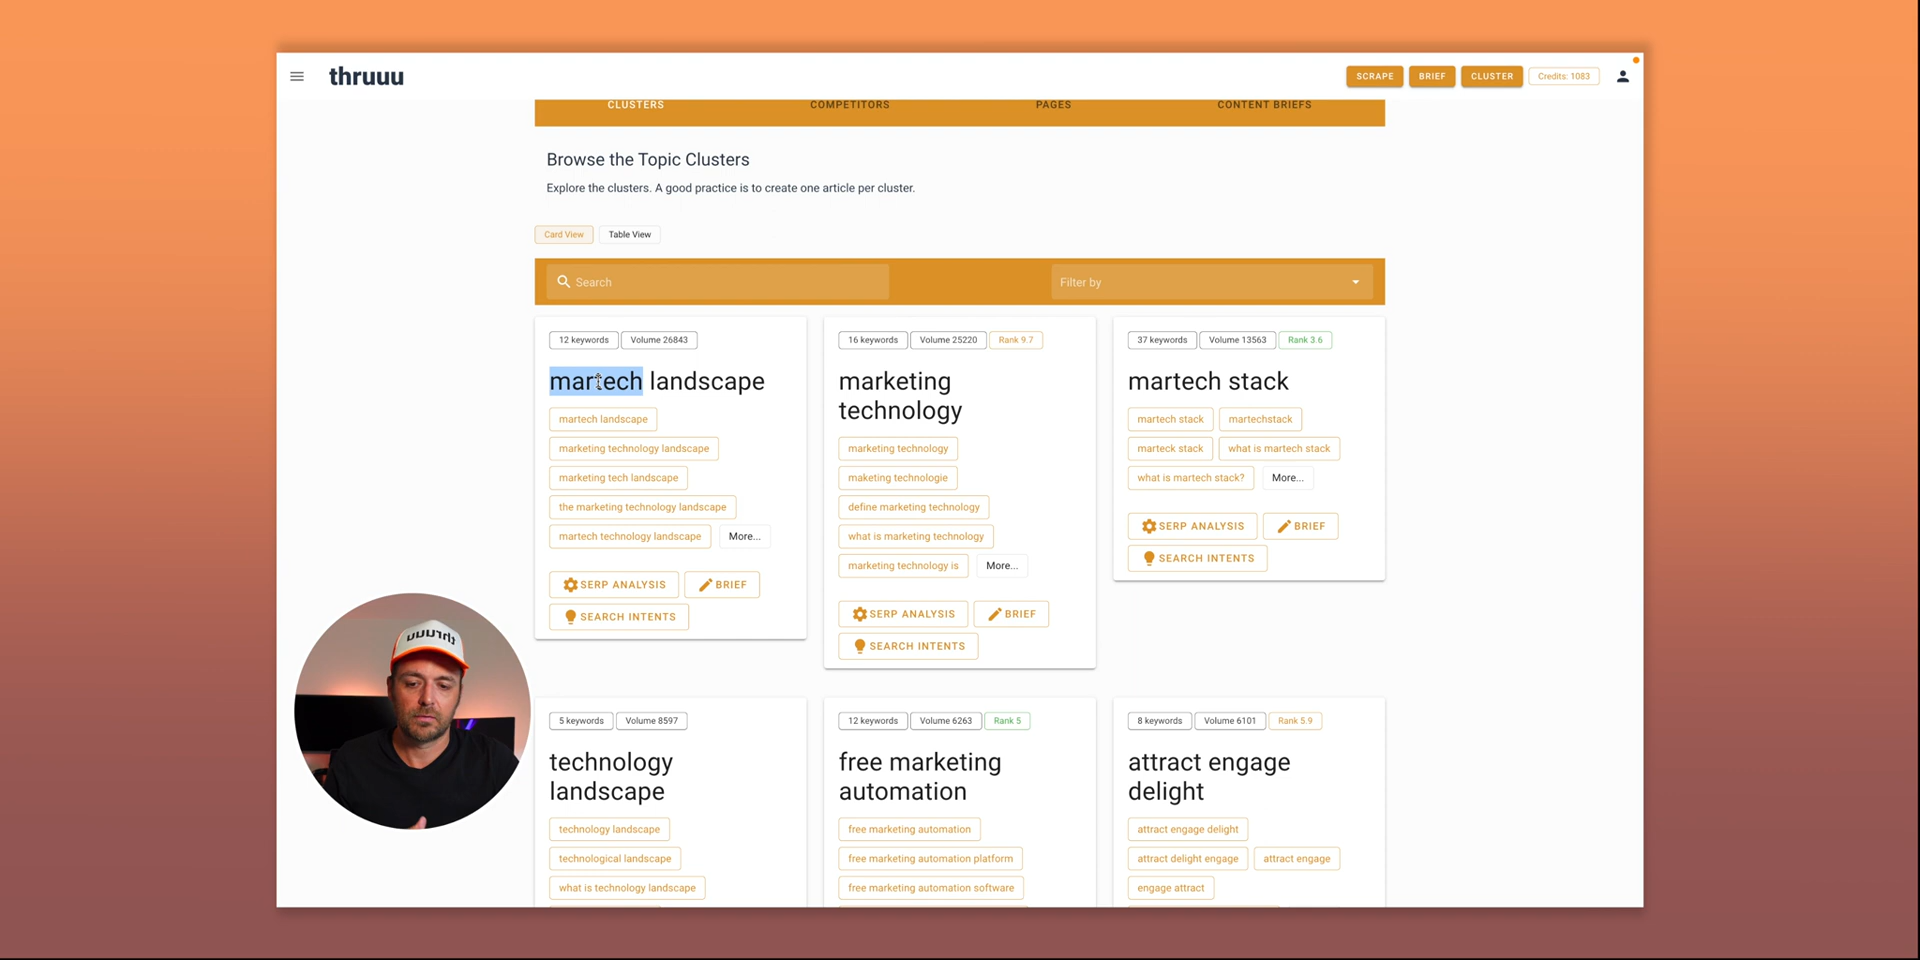 thruuu
SCRAPE
BRIEF
CLUSTER
Credits: 1083
CLUSTERS
COMPETITORS
PAGES
CONTENT BRIEFS
Browse the Topic Clusters
Explore the clusters. A good practice is to create one article per cluster.
Card View
Table View
Search
Filter by
12 keywords
Volume 26843
martech landscape
martech landscape
marketing technology landscape
marketing tech landscape
the marketing technology landscape
martech technology landscape
More...
SERP ANALYSIS
BRIEF
SEARCH INTENTS
16 keywords
Volume 25220
Rank 9.7
marketing
technology
marketing technology
maketing technologie
define marketing technology
what is marketing technology
marketing technology is
More...
SERP ANALYSIS
BRIEF
SEARCH INTENTS
37 keywords
Volume 13563
Rank 3.6
martech stack
martech stack
martechstack
marteck stack
what is martech stack
what is martech stack?
More...
SERP ANALYSIS
BRIEF
SEARCH INTENTS
thruuu
5 keywords
Volume 8597
technology
landscape
technology landscape
technological landscape
what is technology landscape
12 keywords
Volume 6263
Rank 5
free marketing
automation
free marketing automation
free marketing automation platform
free marketing automation software
8 keywords
Volume 6101
Rank 5.9
attract engage
delight
attract engage delight
attract delight engage
attract engage
engage attract